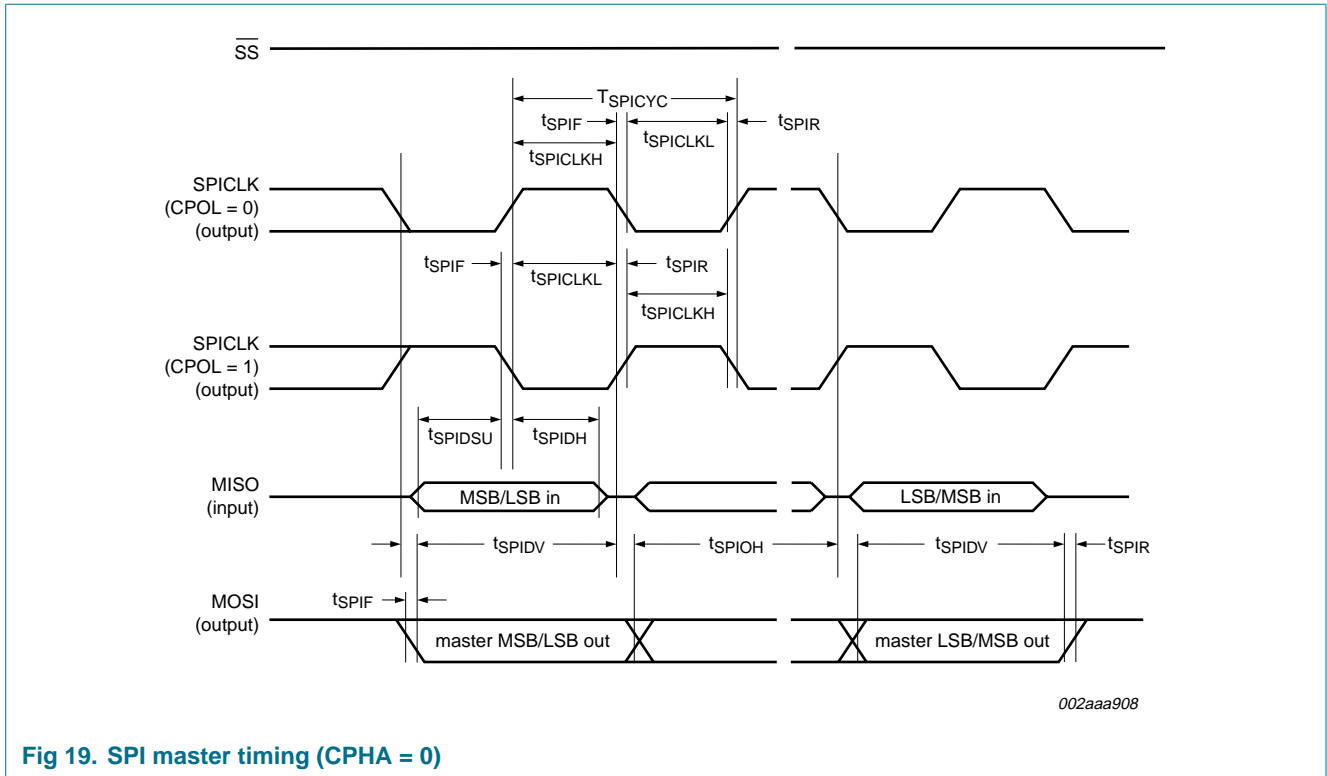 SS
TSPICYC
tSPIF
tSPICLKL
tSPIR
tSPICLKH
SPICLK
(CPOL = 0)
(output)
tSPIF
tSPICLKL
tSPIR
tSPICLKH
SPICLK
(CPOL = 1)
(output)
tSPIDSU
tSPIDH
MISO
(input)
MSB/LSB in
LSB/MSB in
tSPIDV
tSPIOH
tSPIDV
tSPIR
tSPIF
MOSI
(output)
master MSB/LSB out
master LSB/MSB out
002aaa908
Fig 19. SPI master timing (CPHA = 0)